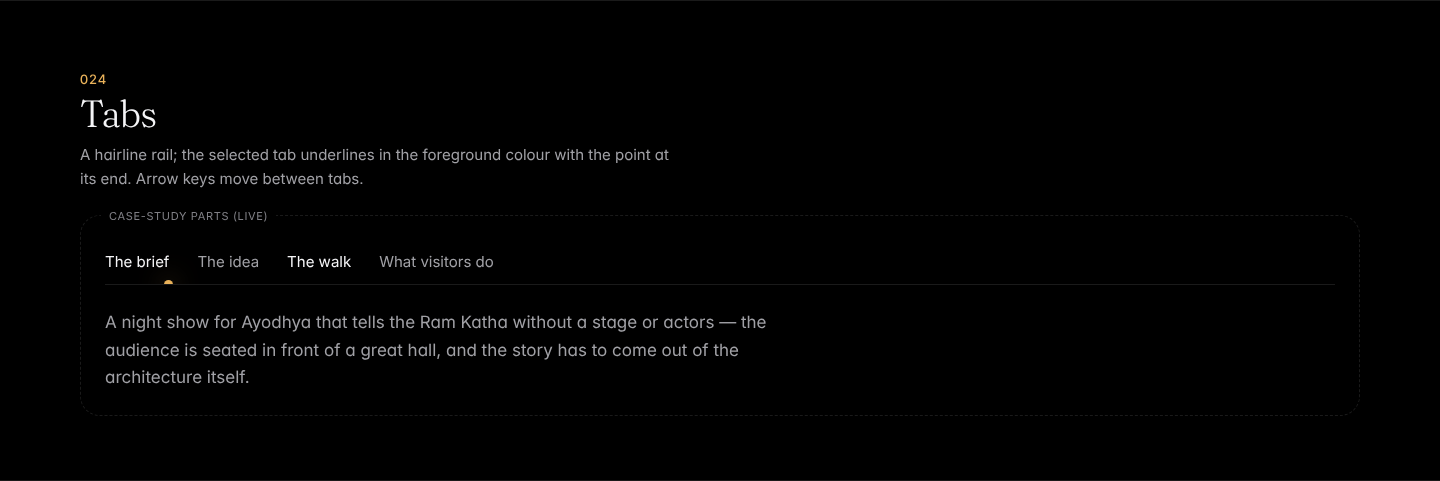 024
Tabs
A hairline rail; the selected tab underlines in the foreground colour with the point at
its end. Arrow keys move between tabs.
CASE-STUDY PARTS (LIVE)
The brief The idea The walk What visitors do
A night show for Ayodhya that tells the Ram Katha without a stage or actors — the
audience is seated in front of a great hall, and the story has to come out of the
architecture itself.